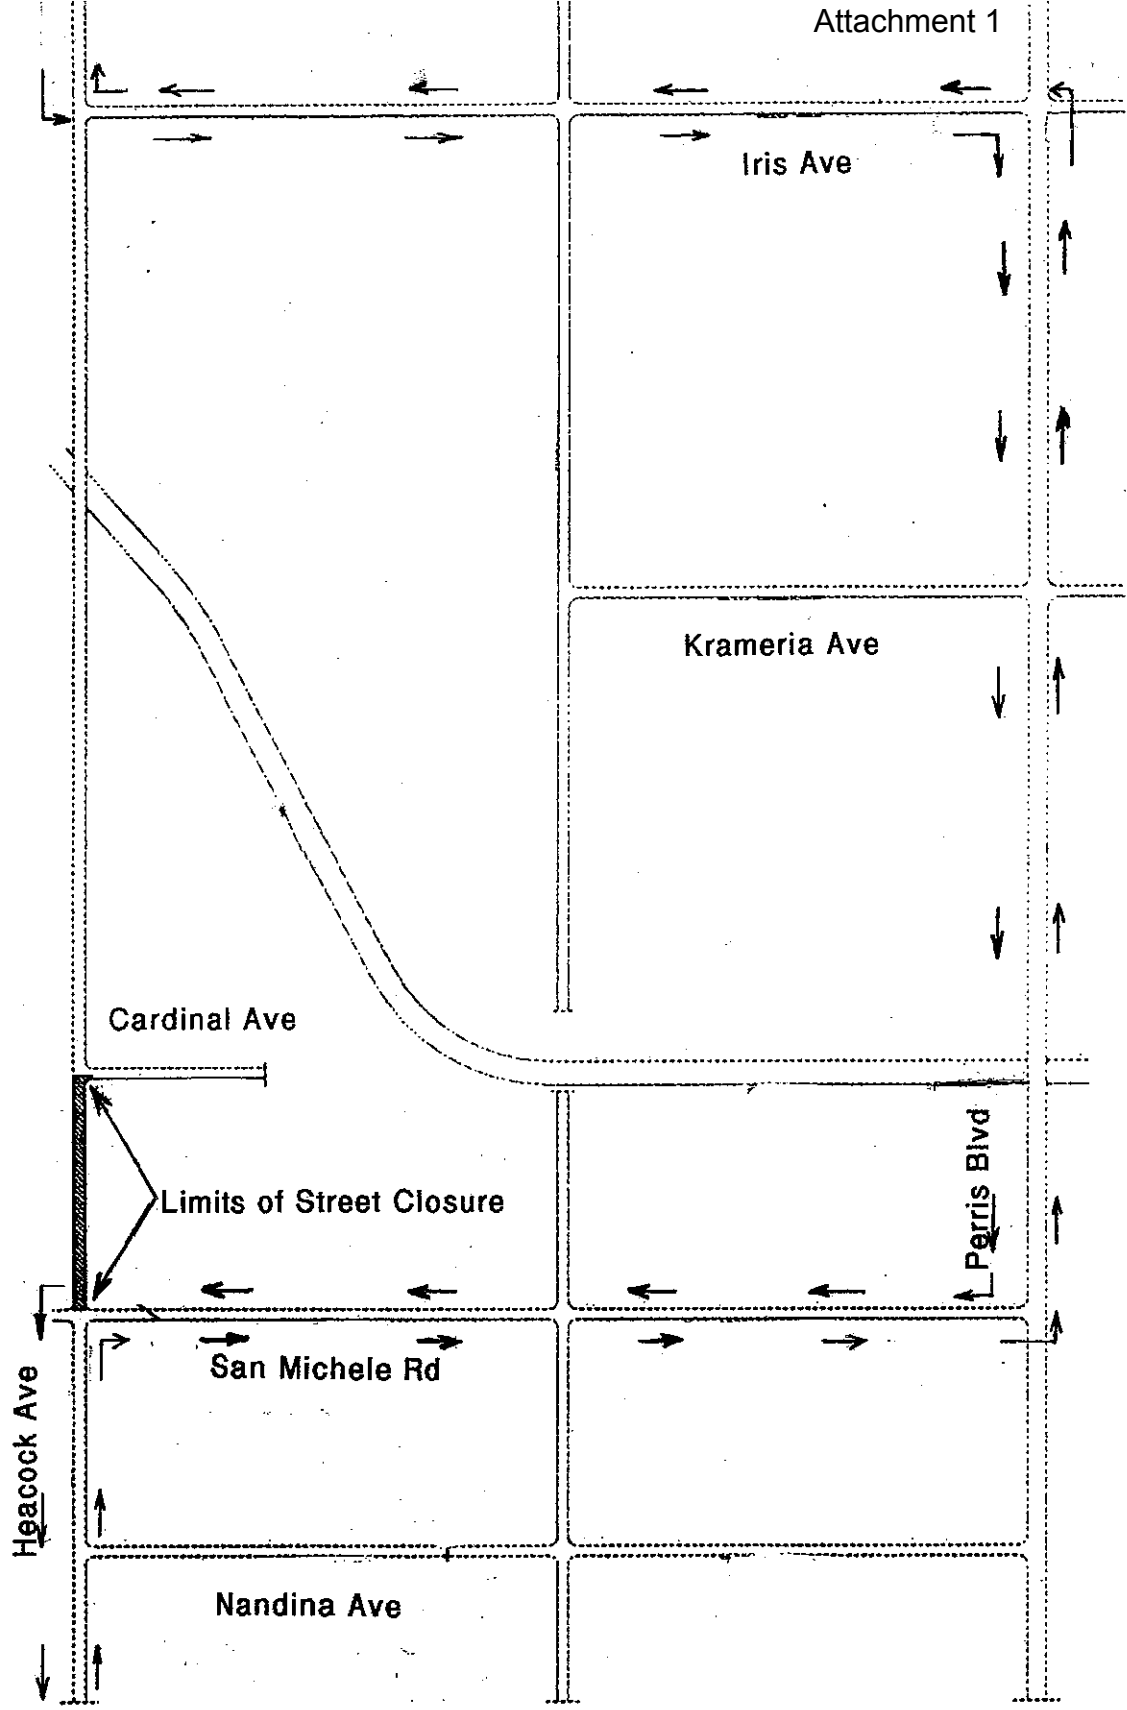 Attachment 1
Iris Ave
Krameria Ave
Cardinal Ave
Perris Blvd
Limits of Street Closure
San Michele Rd
Heacock Ave
Nandina Ave